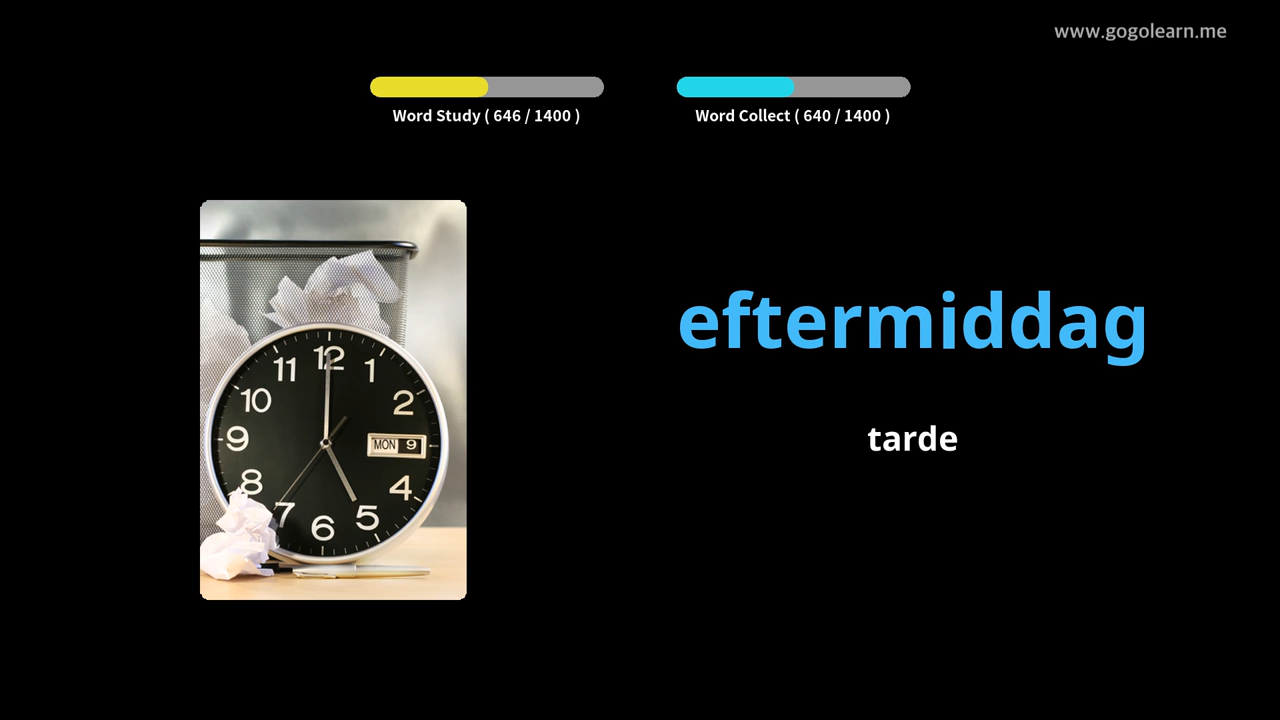 www.gogolearn.me
Word Study ( 646 / 1400 )
Word Collect ( 640 / 1400 )
12
11
1
10
2
9
MON 9
8
4
7
5
6
eftermiddag
tarde